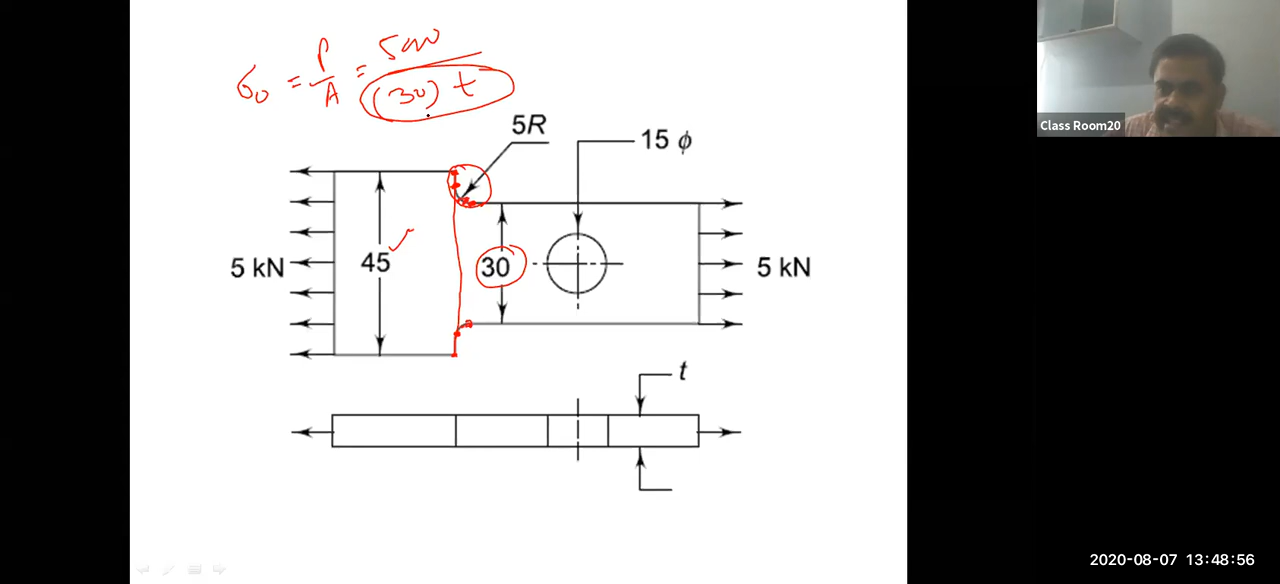 σ₀ = P/A = 5000/(30) t
Class Room20
5R
15 ϕ
45
30
5 kN
5 kN
t
2020-08-07 13:48:56